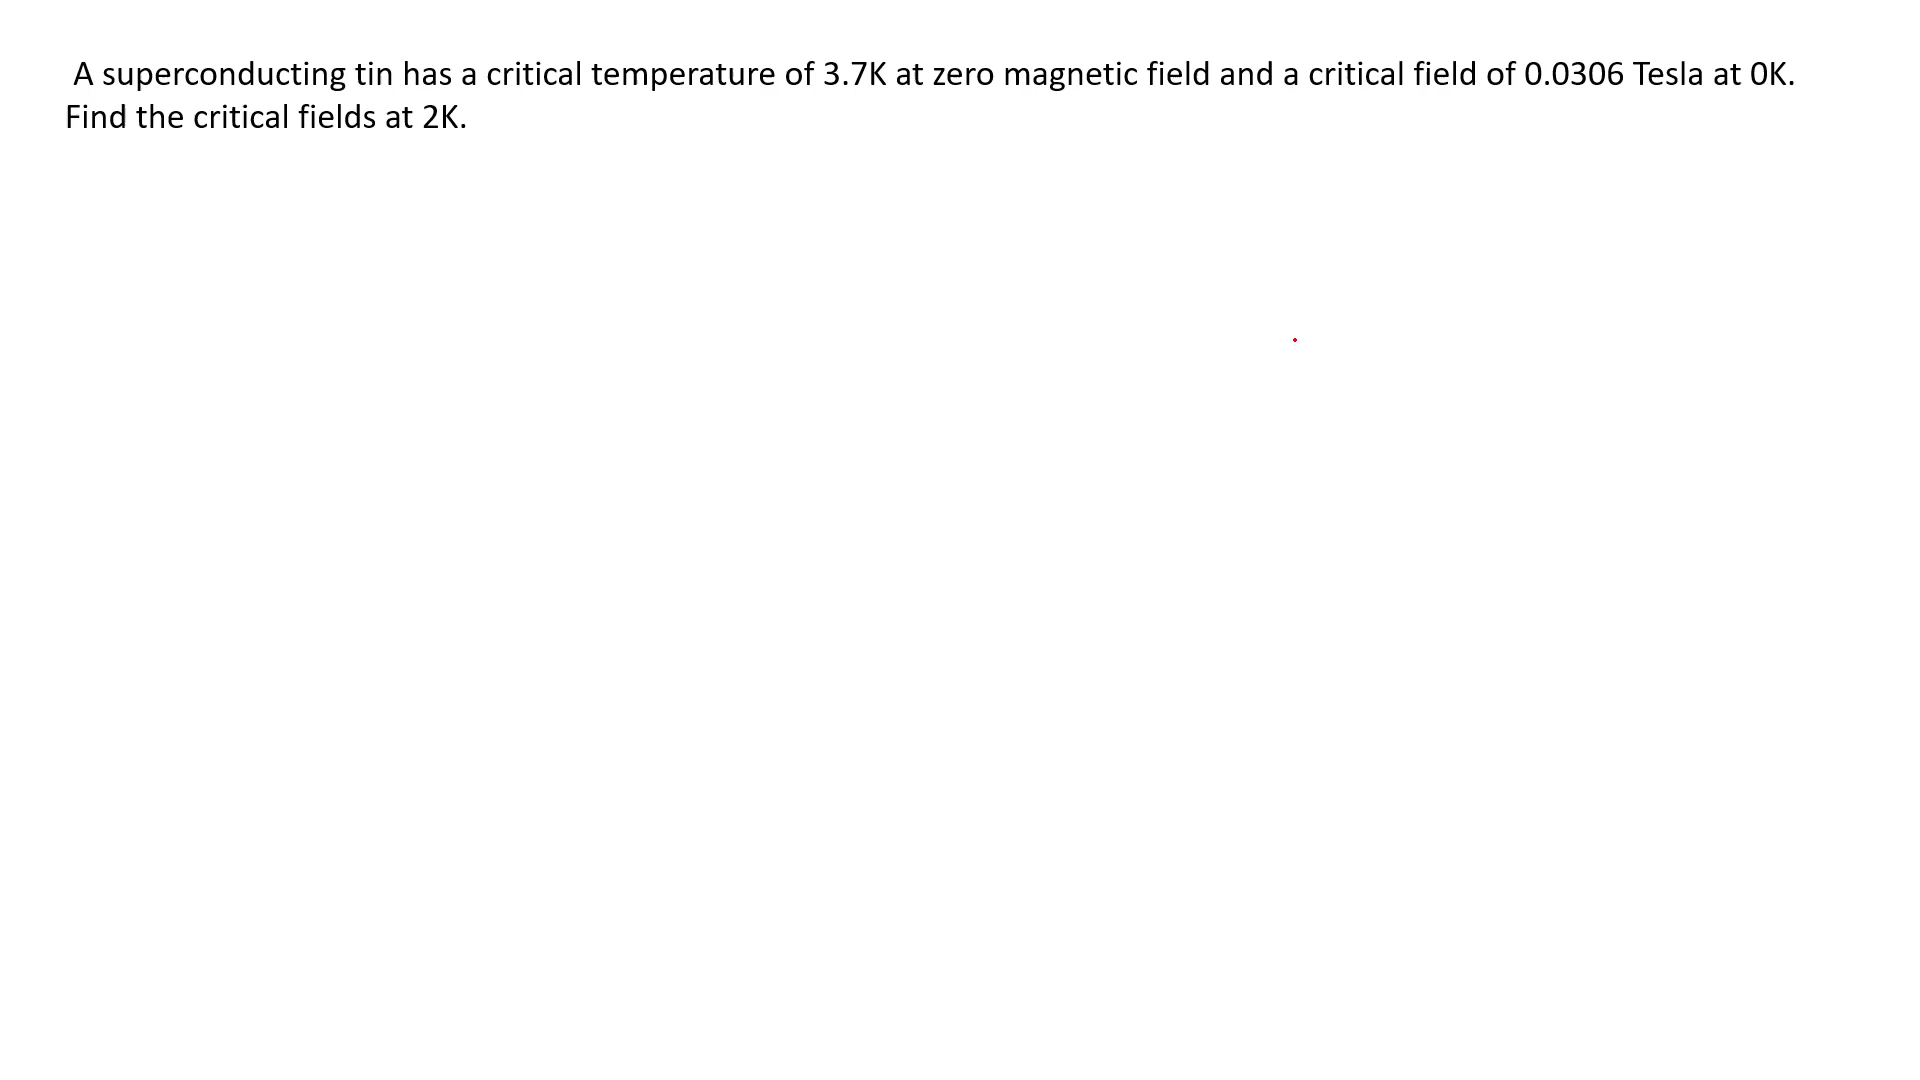 A superconducting tin has a critical temperature of 3.7K at zero magnetic field and a critical field of 0.0306 Tesla at 0K.
Find the critical fields at 2K.